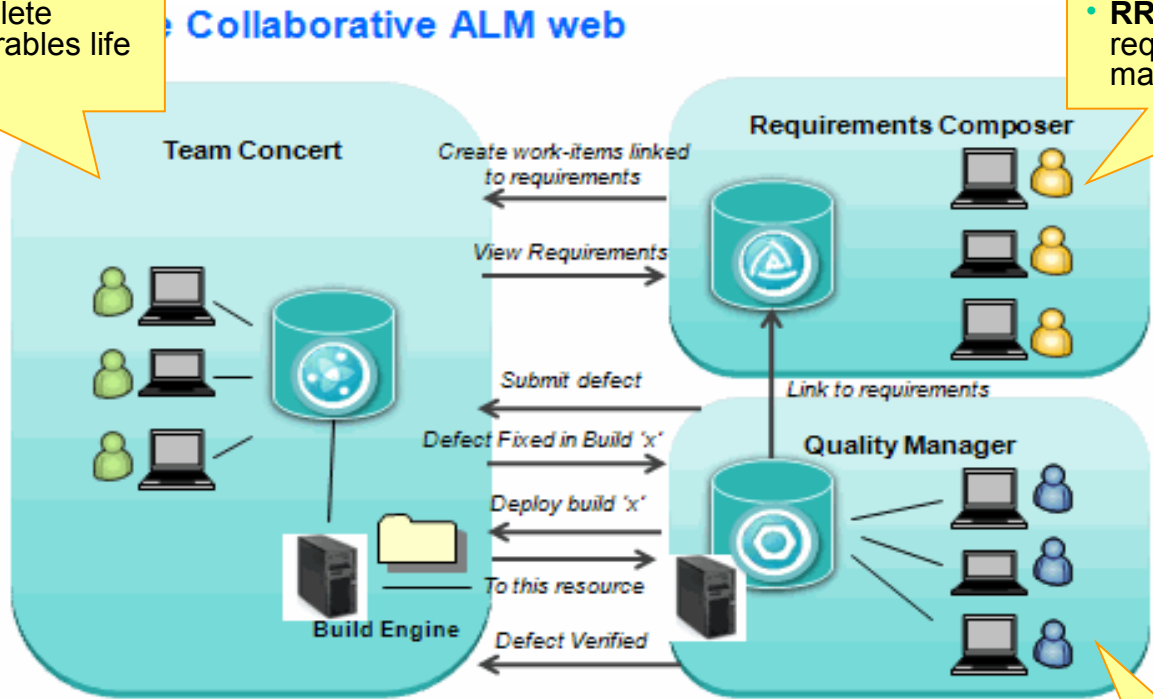 lete
rables life
e Collaborative ALM web
• RR
req
ma
Team Concert
Requirements Composer
Create work-items linked
to requirements
View Requirements
Submit defect
Link to requirements
Defect Fixed in Build 'x'
Quality Manager
Deploy build 'x'
To this resource
Build Engine
Defect Verified